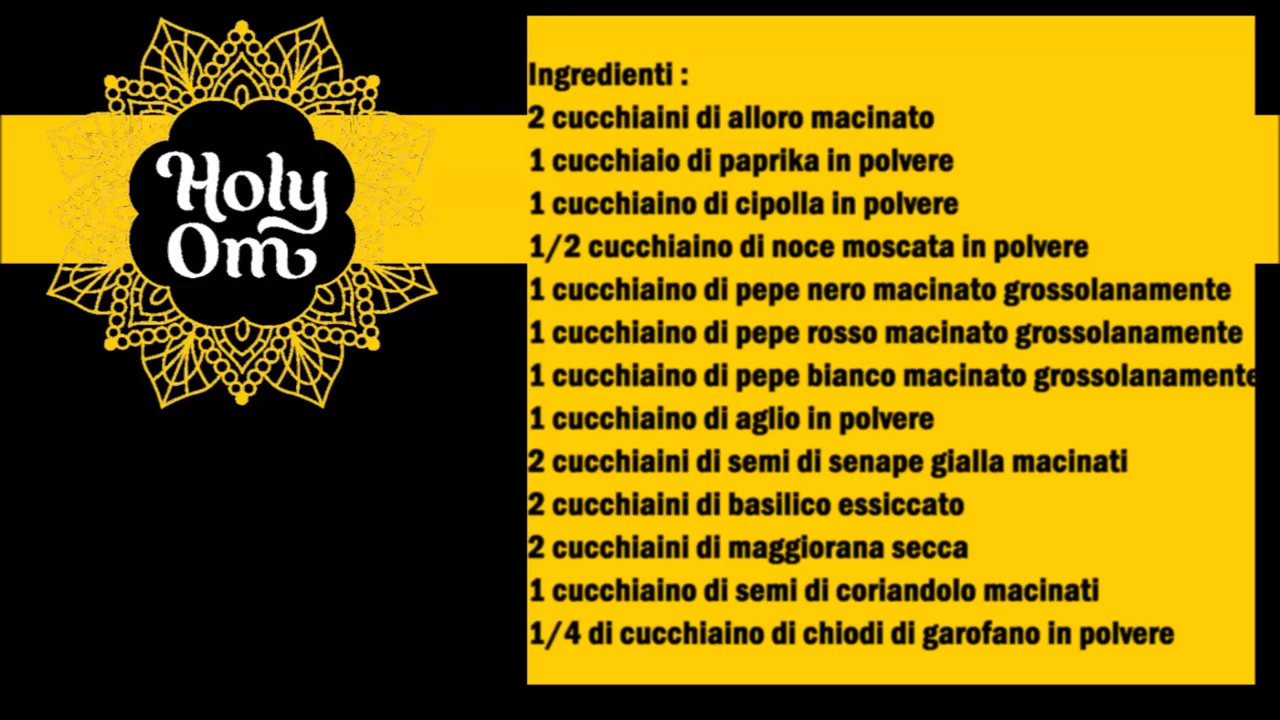 Holy
Om
Ingredienti :
2 cucchiaini di alloro macinato
1 cucchiaio di paprika in polvere
1 cucchiaino di cipolla in polvere
1/2 cucchiaino di noce moscata in polvere
1 cucchiaino di pepe nero macinato grossolanamente
1 cucchiaino di pepe rosso macinato grossolanamente
1 cucchiaino di pepe bianco macinato grossolanamente
1 cucchiaino di aglio in polvere
2 cucchiaini di semi di senape gialla macinati
2 cucchiaini di basilico essiccato
2 cucchiaini di maggiorana secca
1 cucchiaino di semi di coriandolo macinati
1/4 di cucchiaino di chiodi di garofano in polvere